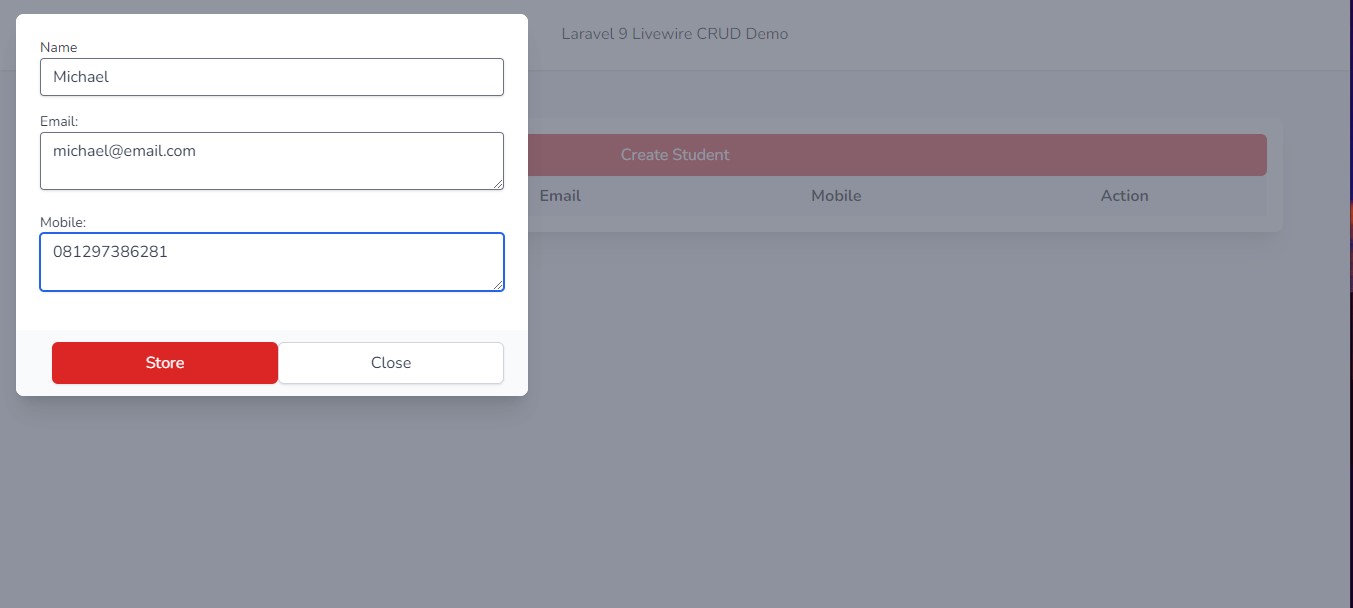 Laravel 9 Livewire CRUD Demo
Name
Michael
Email:
michael@email.com
Mobile:
081297386281
Store Close
Create Student
Email Mobile Action